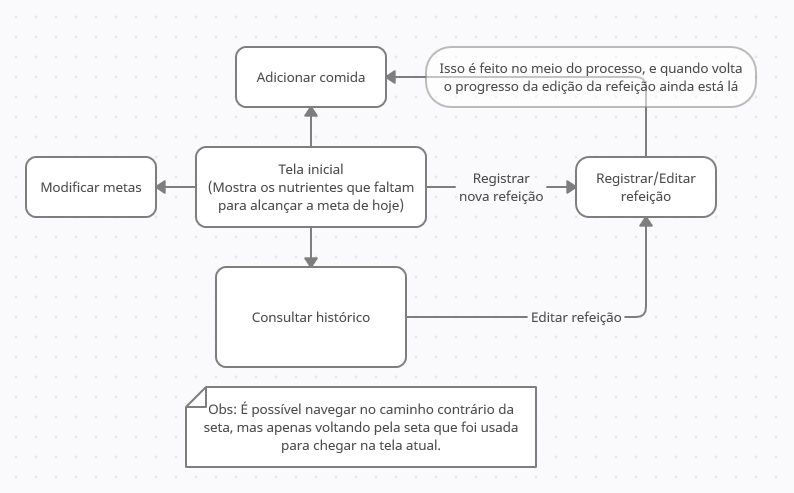 Adicionar comida
Isso é feito no meio do processo, e quando volta
o progresso da edição da refeição ainda está lá
Modificar metas
Tela inicial
(Mostra os nutrientes que faltam
para alcançar a meta de hoje)
Registrar
nova refeição
Registrar/Editar
refeição
Consultar histórico
Editar refeição
Obs: É possível navegar no caminho contrário da
seta, mas apenas voltando pela seta que foi usada
para chegar na tela atual.